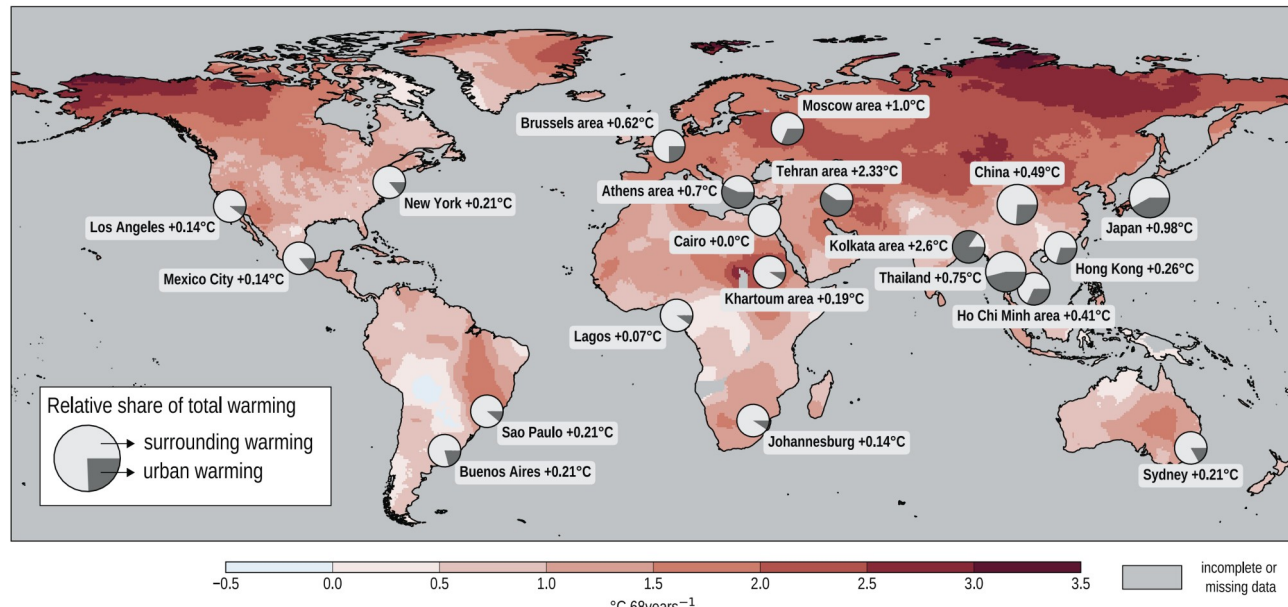 Moscow area +1.0°C
Brussels area +0.62°C
Tehran area +2.33°C
China +0.49°C
Athens area +0.7°C
New York +0.21°C
Los Angeles +0.14°C
Japan +0.98°C
Cairo +0.0°C
Kolkata area +2.6°C
Hong Kong +0.26°C
Mexico City +0.14°C
Thailand +0.75°C
Khartoum area +0.19°C
Ho Chi Minh area +0.41°C
Lagos +0.07°C
Relative share of total warming
surrounding warming
urban warming
Sao Paulo +0.21°C
Johannesburg +0.14°C
Buenos Aires +0.21°C
Sydney +0.21°C
−0.5 0.0 0.5 1.0 1.5 2.0 2.5 3.0 3.5
°C 68years⁻¹
incomplete or
missing data